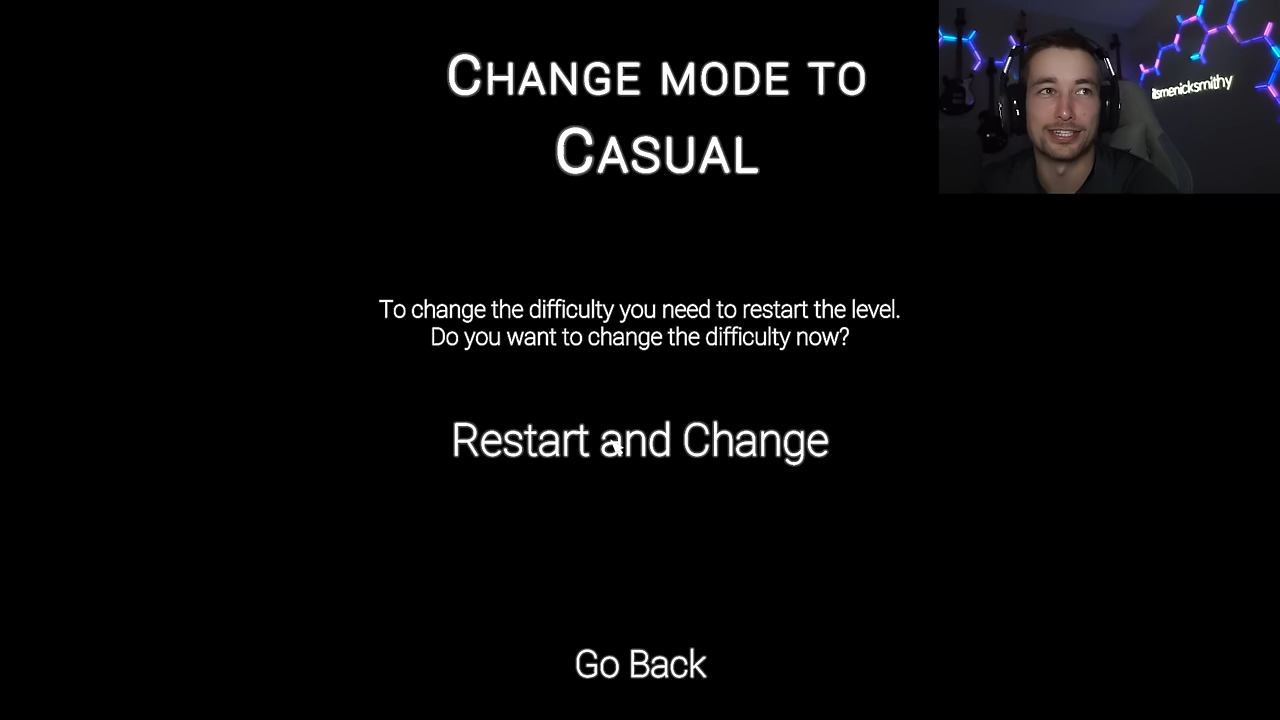 CHANGE MODE TO
CASUAL
itsmenicksmithy
To change the difficulty you need to restart the level.
Do you want to change the difficulty now?
Restart and Change
Go Back